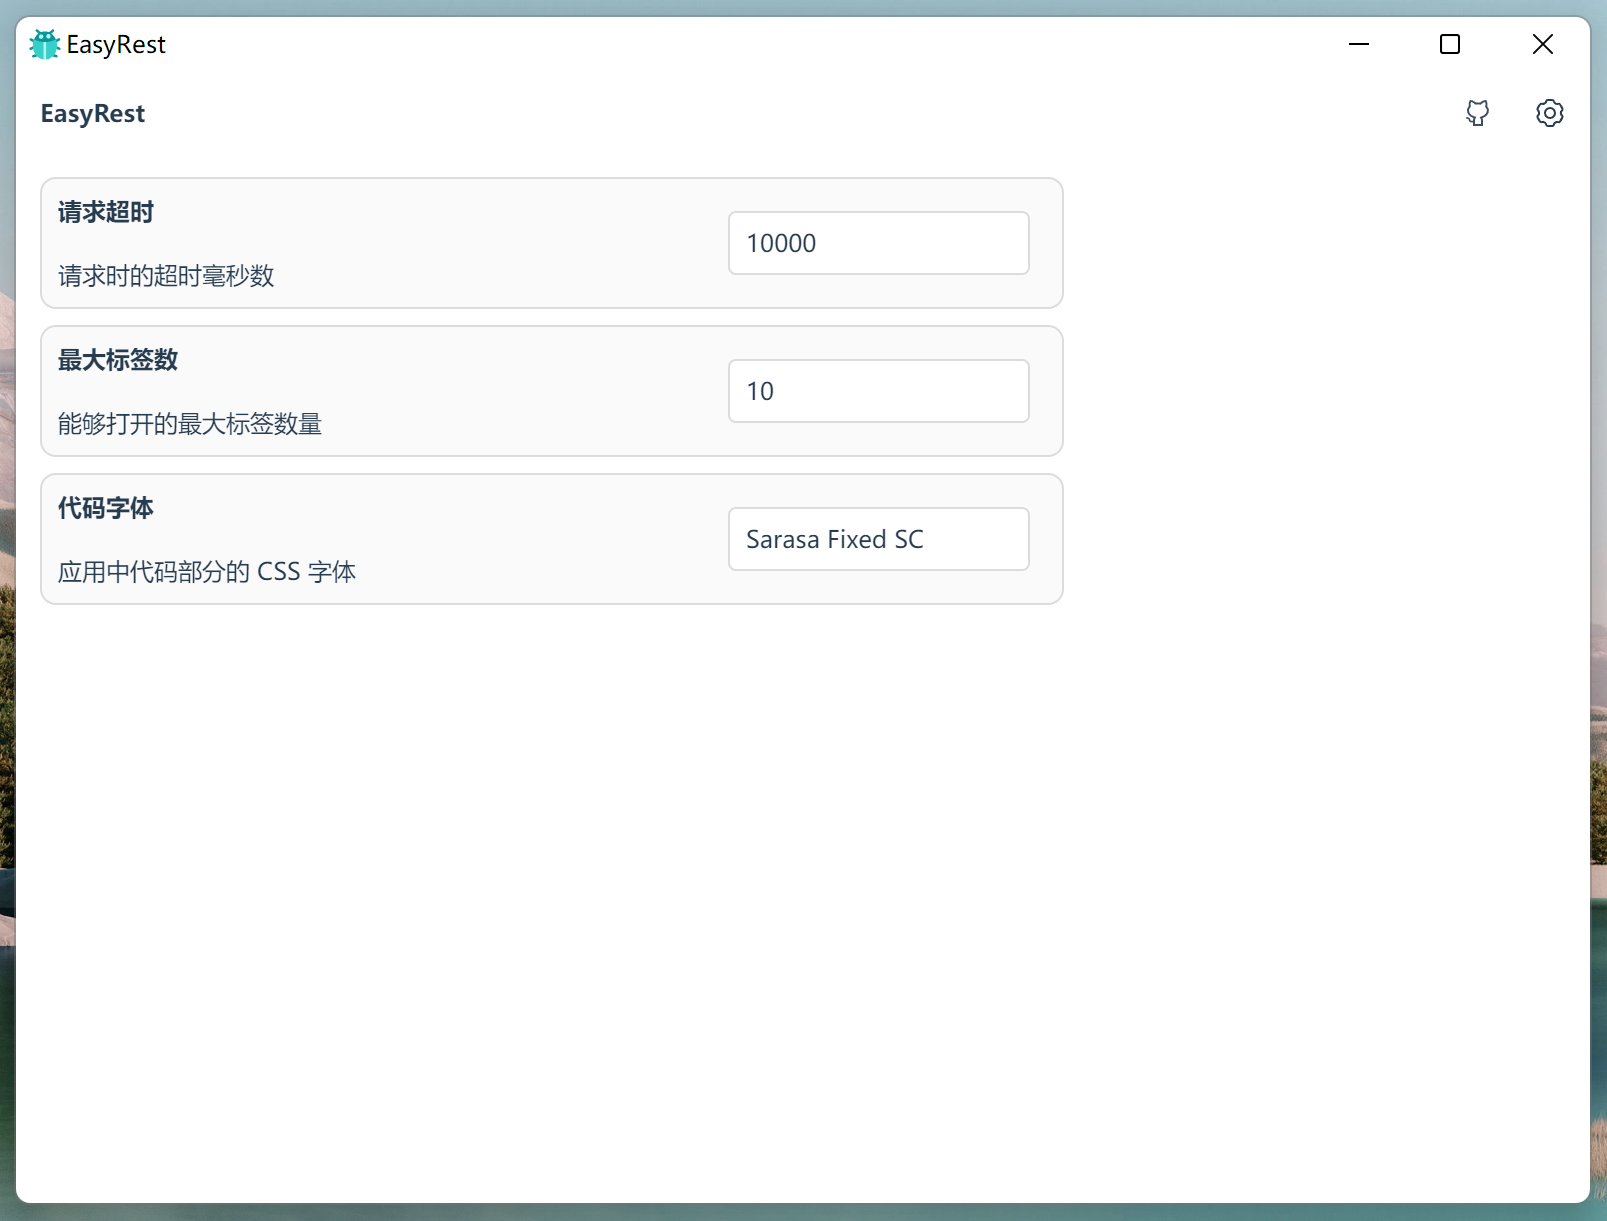 EasyRest
EasyRest
请求超时
10000
请求时的超时毫秒数
最大标签数
10
能够打开的最大标签数量
代码字体
Sarasa Fixed SC
应用中代码部分的 CSS 字体